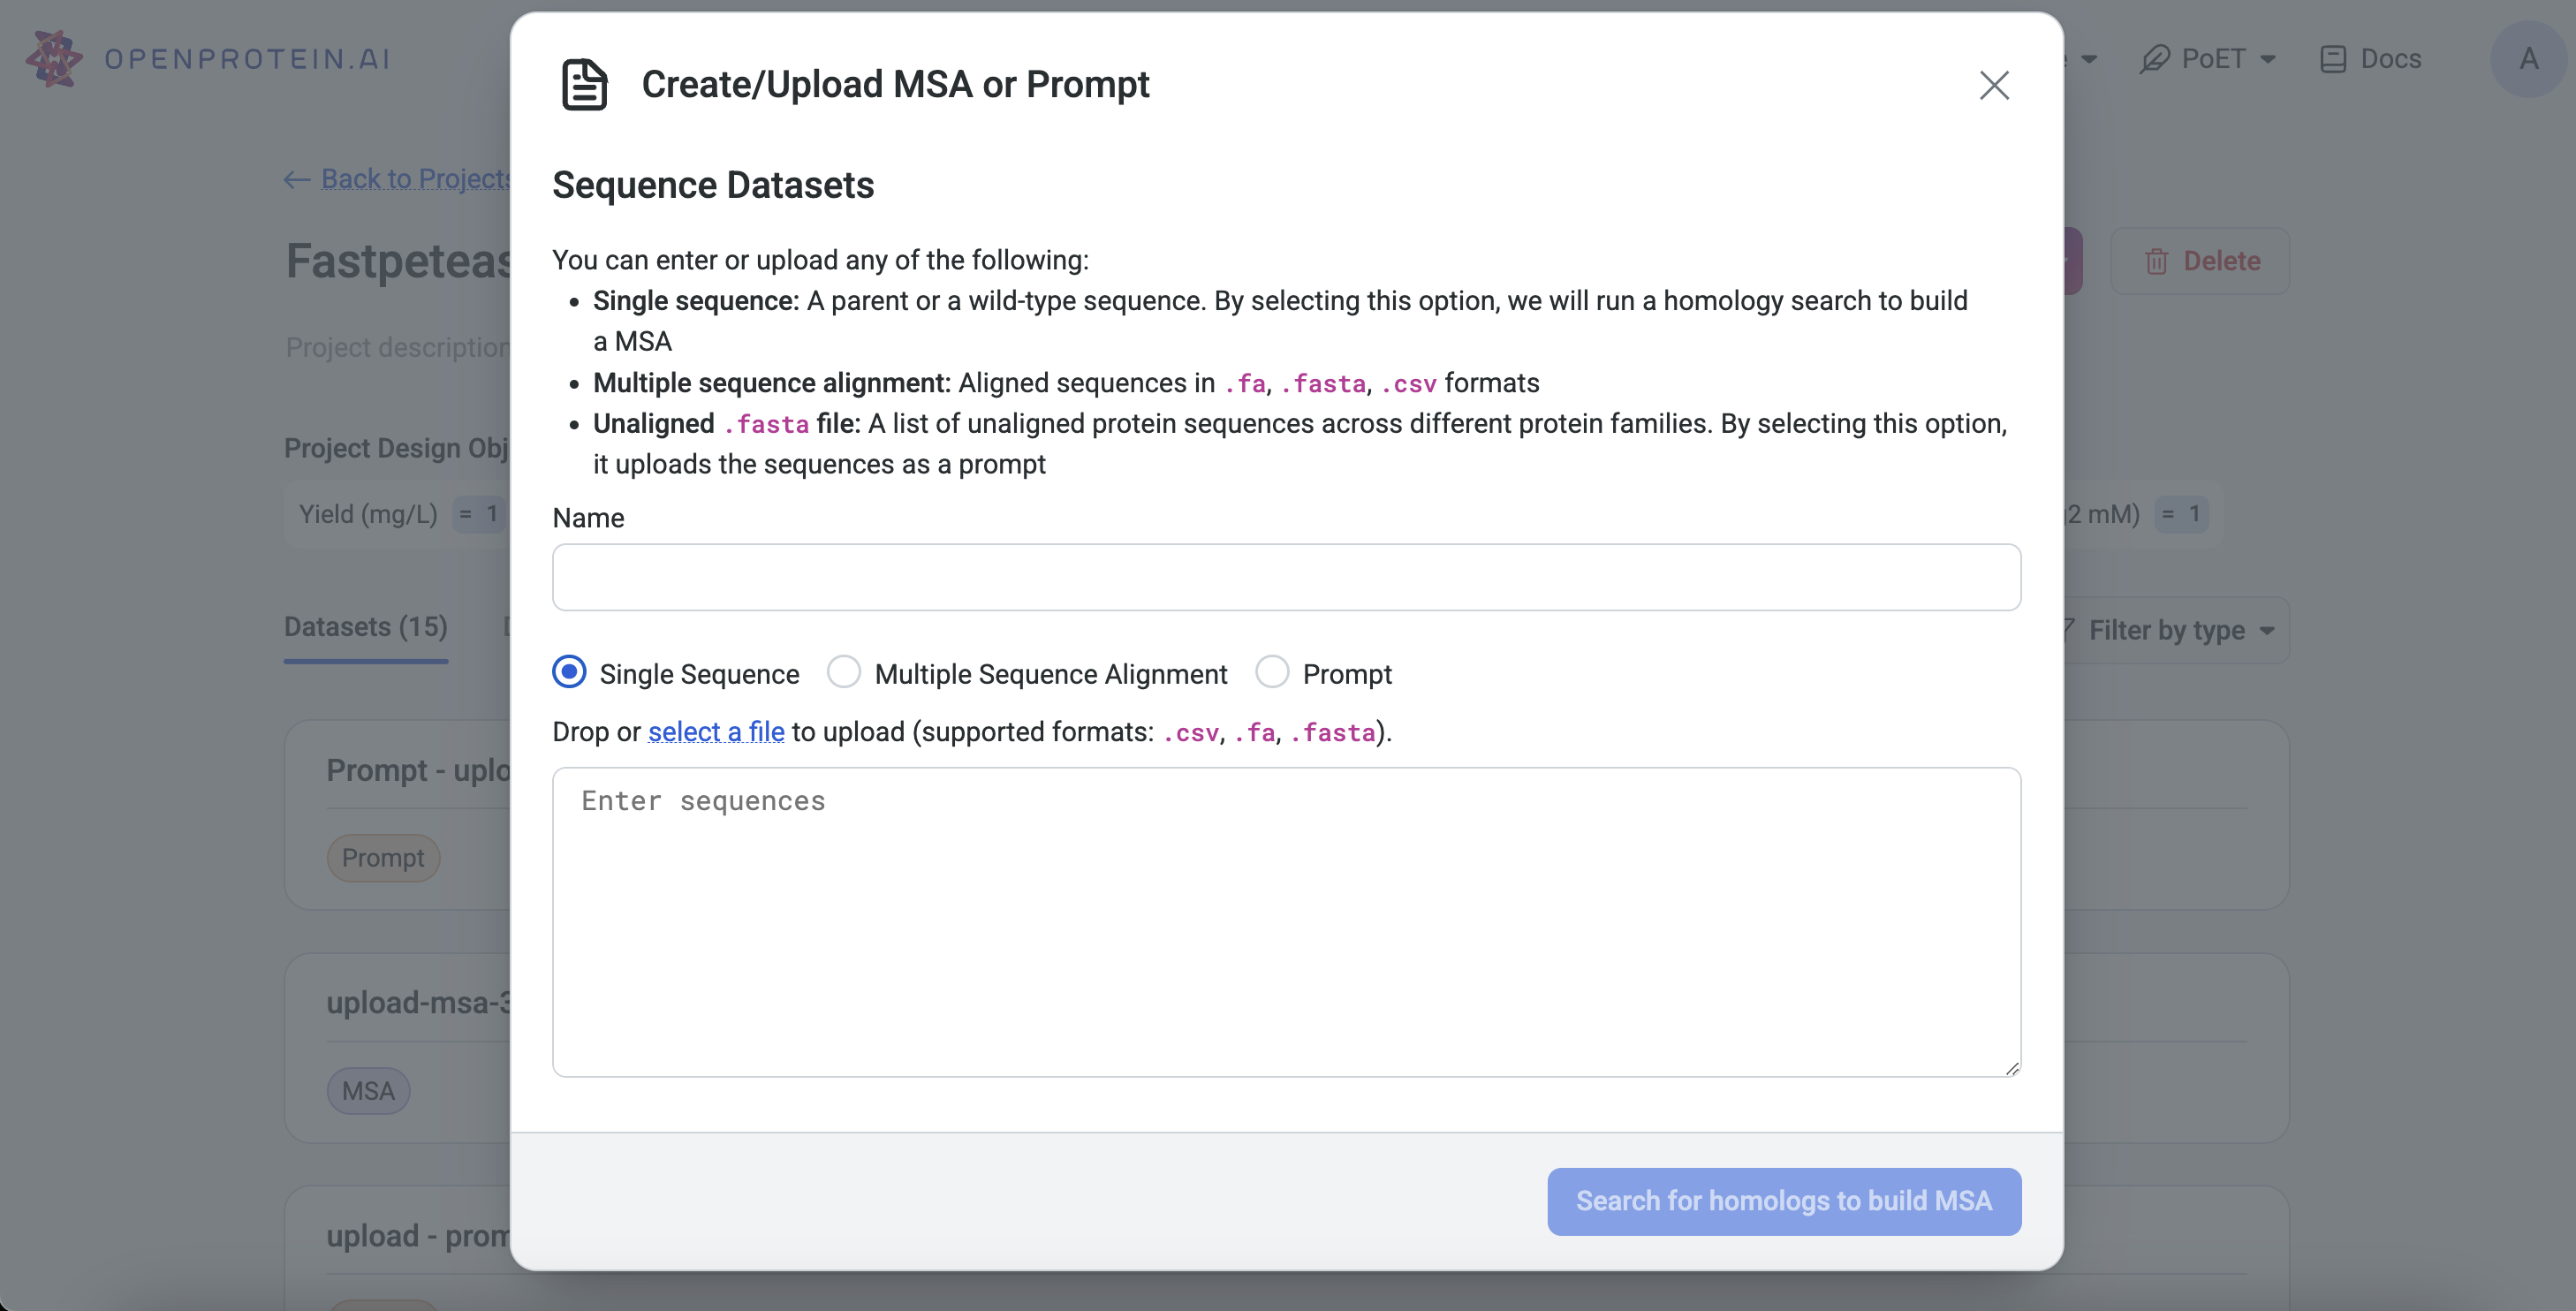 OPENPROTEIN.AI
PoET
Docs
A
Create/Upload MSA or Prompt
Back to Projects
Sequence Datasets
Fastpeteas
Delete
You can enter or upload any of the following:
Single sequence: A parent or a wild-type sequence. By selecting this option, we will run a homology search to build
a MSA
Project description
Multiple sequence alignment: Aligned sequences in .fa, .fasta, .csv formats
Unaligned .fasta file: A list of unaligned protein sequences across different protein families. By selecting this option,
it uploads the sequences as a prompt
Project Design Obj
Yield (mg/L) = 1
2 mM) = 1
Name
Datasets (15)
Filter by type
Single Sequence
Multiple Sequence Alignment
Prompt
Drop or select a file to upload (supported formats: .csv, .fa, .fasta).
Enter sequences
Prompt - uplo
Prompt
upload-msa-3
MSA
upload - prom
Search for homologs to build MSA